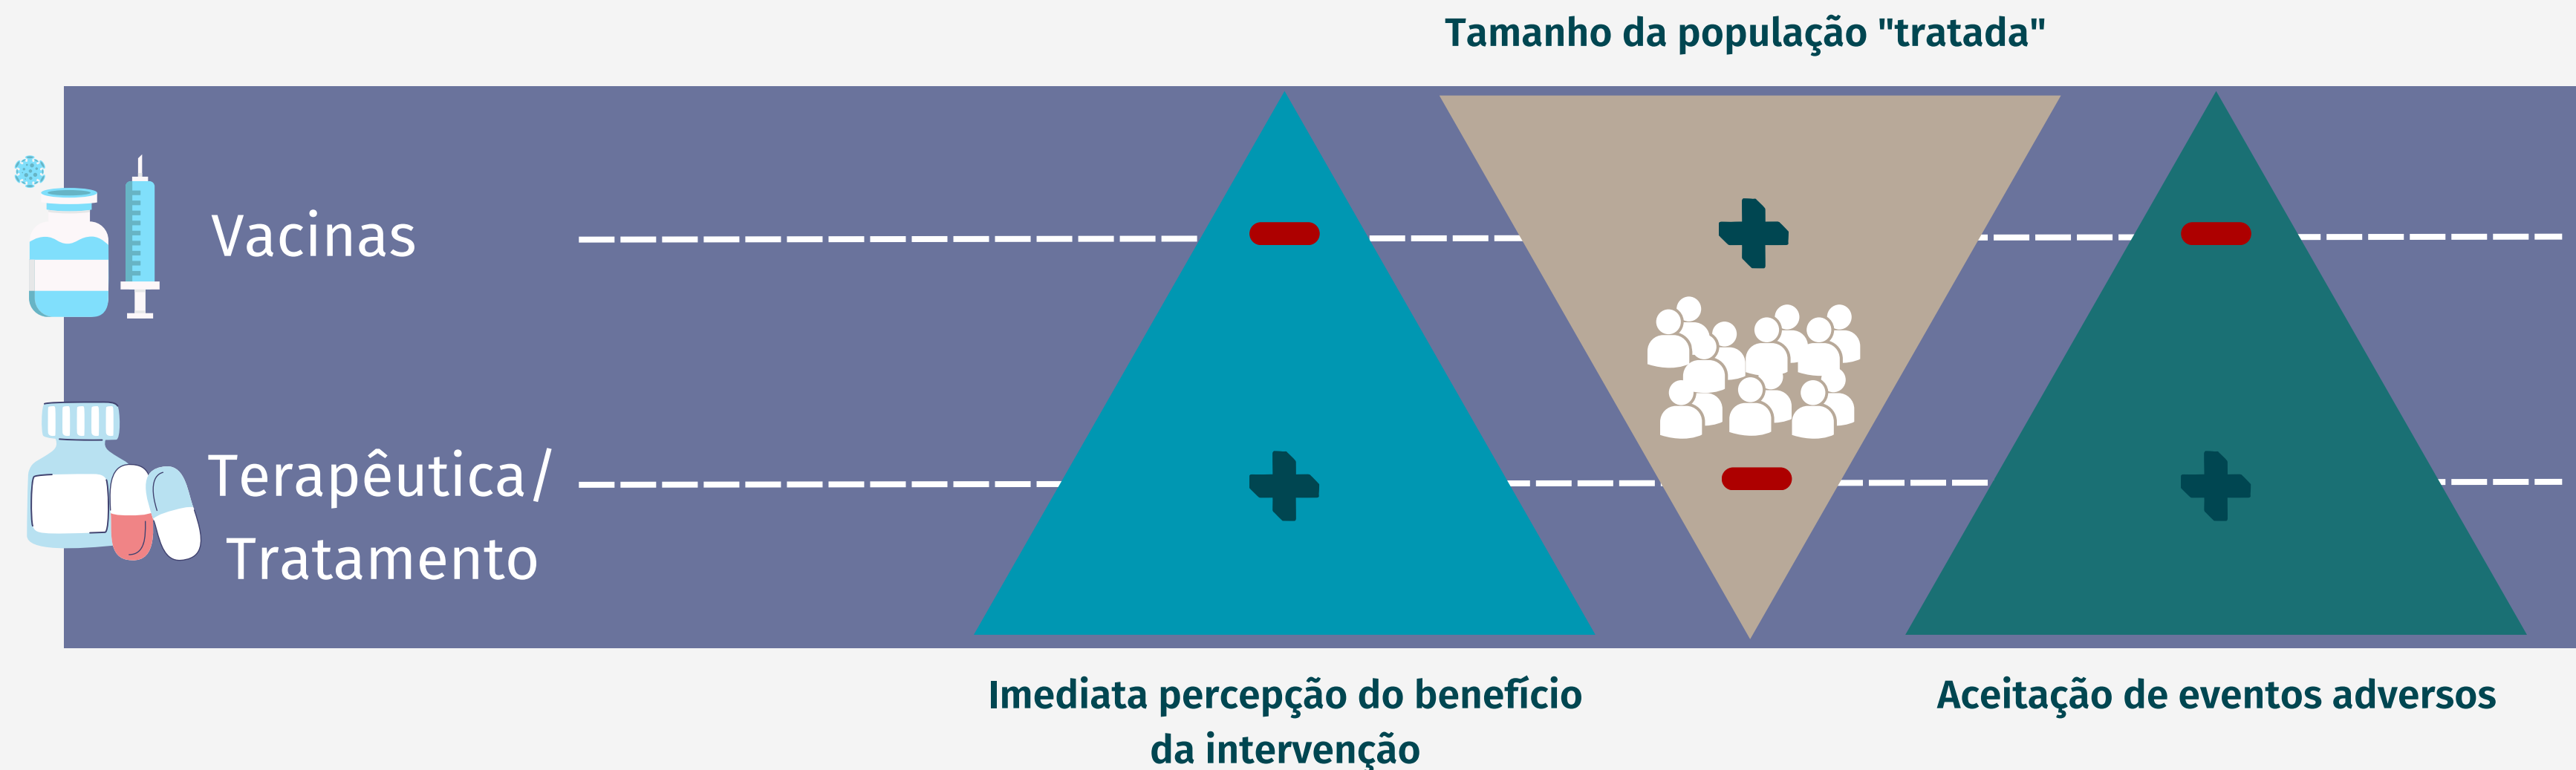 Tamanho da população "tratada"
Vacinas
Terapêutica/
Tratamento
Imediata percepção do benefício
da intervenção
Aceitação de eventos adversos